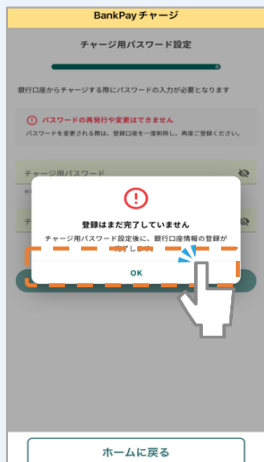 BankPay チャージ
チャージ用パスワード設定
銀行口座からチャージする際にパスワードの入力が必要となります
パスワードの再発行や変更はできません
パスワードを変更される際は、登録口座を一度削除し、再度ご登録ください。
チャージ用パスワード
登録はまだ完了していません
チャージ用パスワード設定後に、銀行口座情報の登録が
完了します。
OK
ホームに戻る